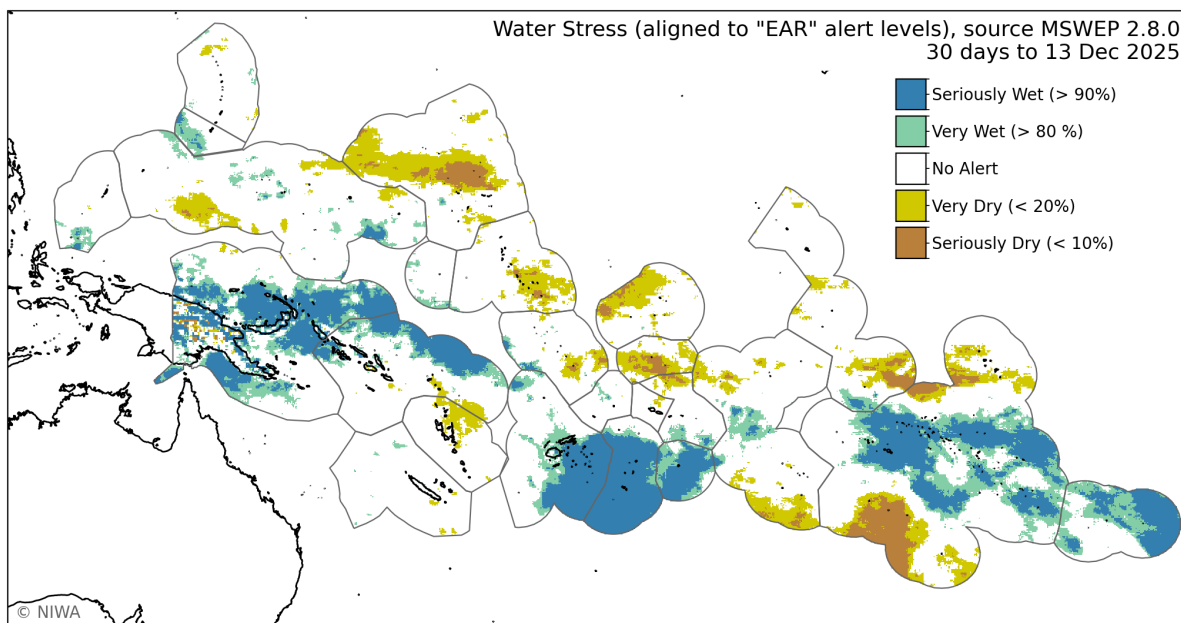 Water Stress (aligned to "EAR" alert levels), source MSWEP 2.8.0
30 days to 13 Dec 2025
Seriously Wet (> 90%)
Very Wet (> 80 %)
No Alert
Very Dry (< 20%)
Seriously Dry (< 10%)
© NIWA